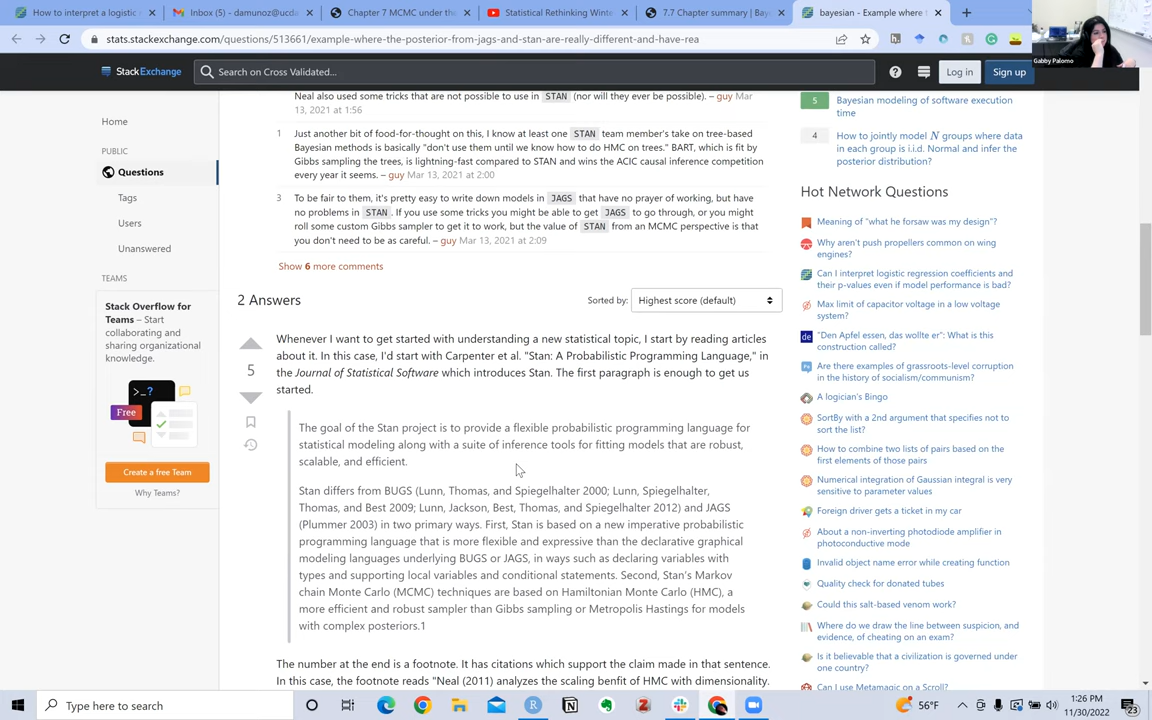 How to interpret a logistic r
Inbox (5) - damunoz@ucda
Chapter 7 MCMC under the
Statistical Rethinking Winte
7.7 Chapter summary | Bay
bayesian - Example where t
stats.stackexchange.com/questions/513661/example-where-the-posterior-from-jags-and-stan-are-really-different-and-have-rea
Gabby Palomo
StackExchange
Search on Cross Validated...
Log in
Sign up
Home
PUBLIC
Questions
Tags
Users
Unanswered
TEAMS
Stack Overflow for
Teams – Start
collaborating and
sharing organizational
knowledge.
>_?
Free
Create a free Team
Why Teams?
Neal also used some tricks that are not possible to use in STAN (nor will they ever be possible). – guy Mar
13, 2021 at 1:56
1 Just another bit of food-for-thought on this, I know at least one STAN team member's take on tree-based
Bayesian methods is basically "don't use them until we know how to do HMC on trees." BART, which is fit by
Gibbs sampling the trees, is lightning-fast compared to STAN and wins the ACIC causal inference competition
every year it seems. – guy Mar 13, 2021 at 2:00
3 To be fair to them, it's pretty easy to write down models in JAGS that have no prayer of working, but have
no problems in STAN. If you use some tricks you might be able to get JAGS to go through, or you might
roll some custom Gibbs sampler to get it to work, but the value of STAN from an MCMC perspective is that
you don't need to be as careful. – guy Mar 13, 2021 at 2:09
Show 6 more comments
2 Answers
Sorted by: Highest score (default)
5
Whenever I want to get started with understanding a new statistical topic, I start by reading articles
about it. In this case, I'd start with Carpenter et al. "Stan: A Probabilistic Programming Language," in
the Journal of Statistical Software which introduces Stan. The first paragraph is enough to get us
started.
The goal of the Stan project is to provide a flexible probabilistic programming language for
statistical modeling along with a suite of inference tools for fitting models that are robust,
scalable, and efficient.
Stan differs from BUGS (Lunn, Thomas, and Spiegelhalter 2000; Lunn, Spiegelhalter,
Thomas, and Best 2009; Lunn, Jackson, Best, Thomas, and Spiegelhalter 2012) and JAGS
(Plummer 2003) in two primary ways. First, Stan is based on a new imperative probabilistic
programming language that is more flexible and expressive than the declarative graphical
modeling languages underlying BUGS or JAGS, in ways such as declaring variables with
types and supporting local variables and conditional statements. Second, Stan's Markov
chain Monte Carlo (MCMC) techniques are based on Hamiltonian Monte Carlo (HMC), a
more efficient and robust sampler than Gibbs sampling or Metropolis Hastings for models
with complex posteriors.1
The number at the end is a footnote. It has citations which support the claim made in that sentence.
In this case, the footnote reads "Neal (2011) analyzes the scaling benfit of HMC with dimensionality.
5 Bayesian modeling of software execution
time
4 How to jointly model N groups where data
in each group is i.i.d. Normal and infer the
posterior distribution?
Hot Network Questions
Meaning of "what he forsaw was my design"?
Why aren't push propellers common on wing
engines?
Can I interpret logistic regression coefficients and
their p-values even if model performance is bad?
Max limit of capacitor voltage in a low voltage
system?
de "Den Apfel essen, das wollte er": What is this
construction called?
Are there examples of grassroots-level corruption
in the history of socialism/communism?
A logician's Bingo
SortBy with a 2nd argument that specifies not to
sort the list?
How to combine two lists of pairs based on the
first elements of those pairs
Numerical integration of Gaussian integral is very
sensitive to parameter values
Foreign driver gets a ticket in my car
About a non-inverting photodiode amplifier in
photoconductive mode
Invalid object name error while creating function
Quality check for donated tubes
Could this salt-based venom work?
Where do we draw the line between suspicion, and
evidence, of cheating on an exam?
Is it believable that a civilization is governed under
one country?
Can I use Metamagic on a Scroll?
Type here to search
56°F
1:26 PM
11/30/2022
23